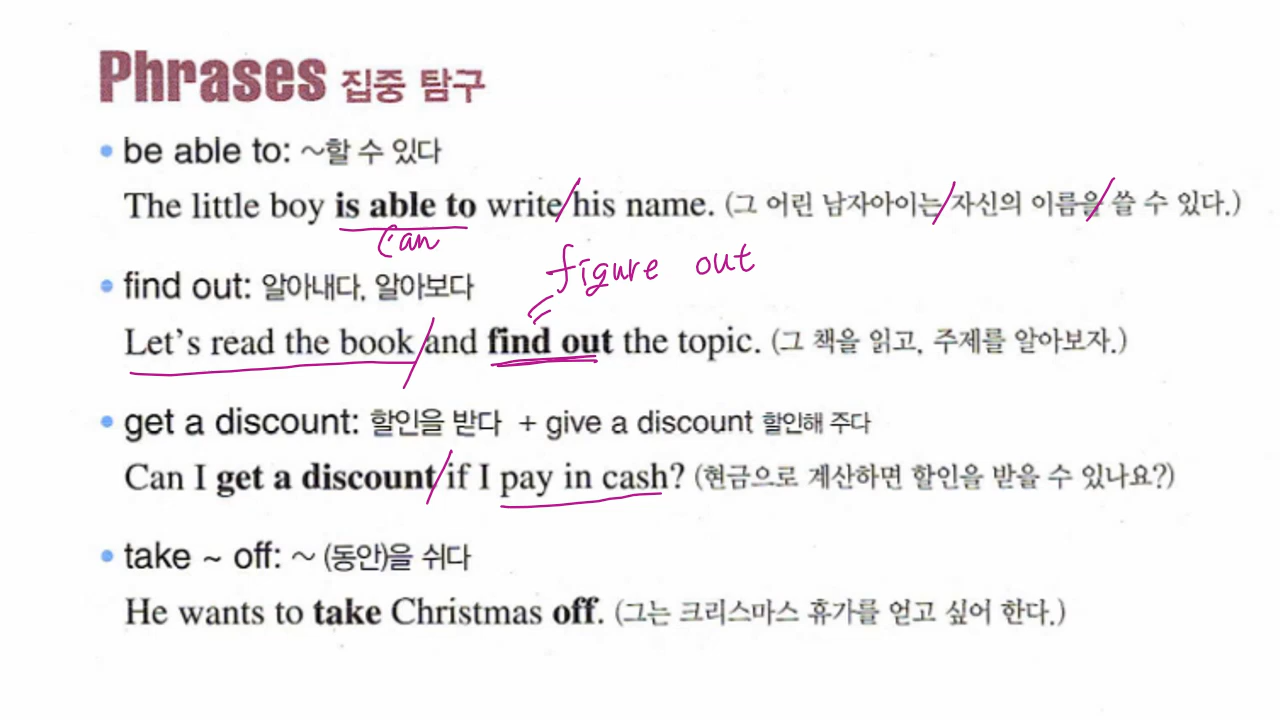 Phrases 집중 탐구
• be able to: ~할 수 있다
The little boy is able to write/his name. (그 어린 남자아이는/자신의 이름을/쓸 수 있다.)
can
figure out
• find out: 알아내다, 알아보다
Let's read the book/and find out the topic. (그 책을 읽고, 주제를 알아보자.)
• get a discount: 할인을 받다 + give a discount 할인해 주다
Can I get a discount/if I pay in cash? (현금으로 계산하면 할인을 받을 수 있나요?)
• take ~ off: ~ (동안)을 쉬다
He wants to take Christmas off. (그는 크리스마스 휴가를 얻고 싶어 한다.)